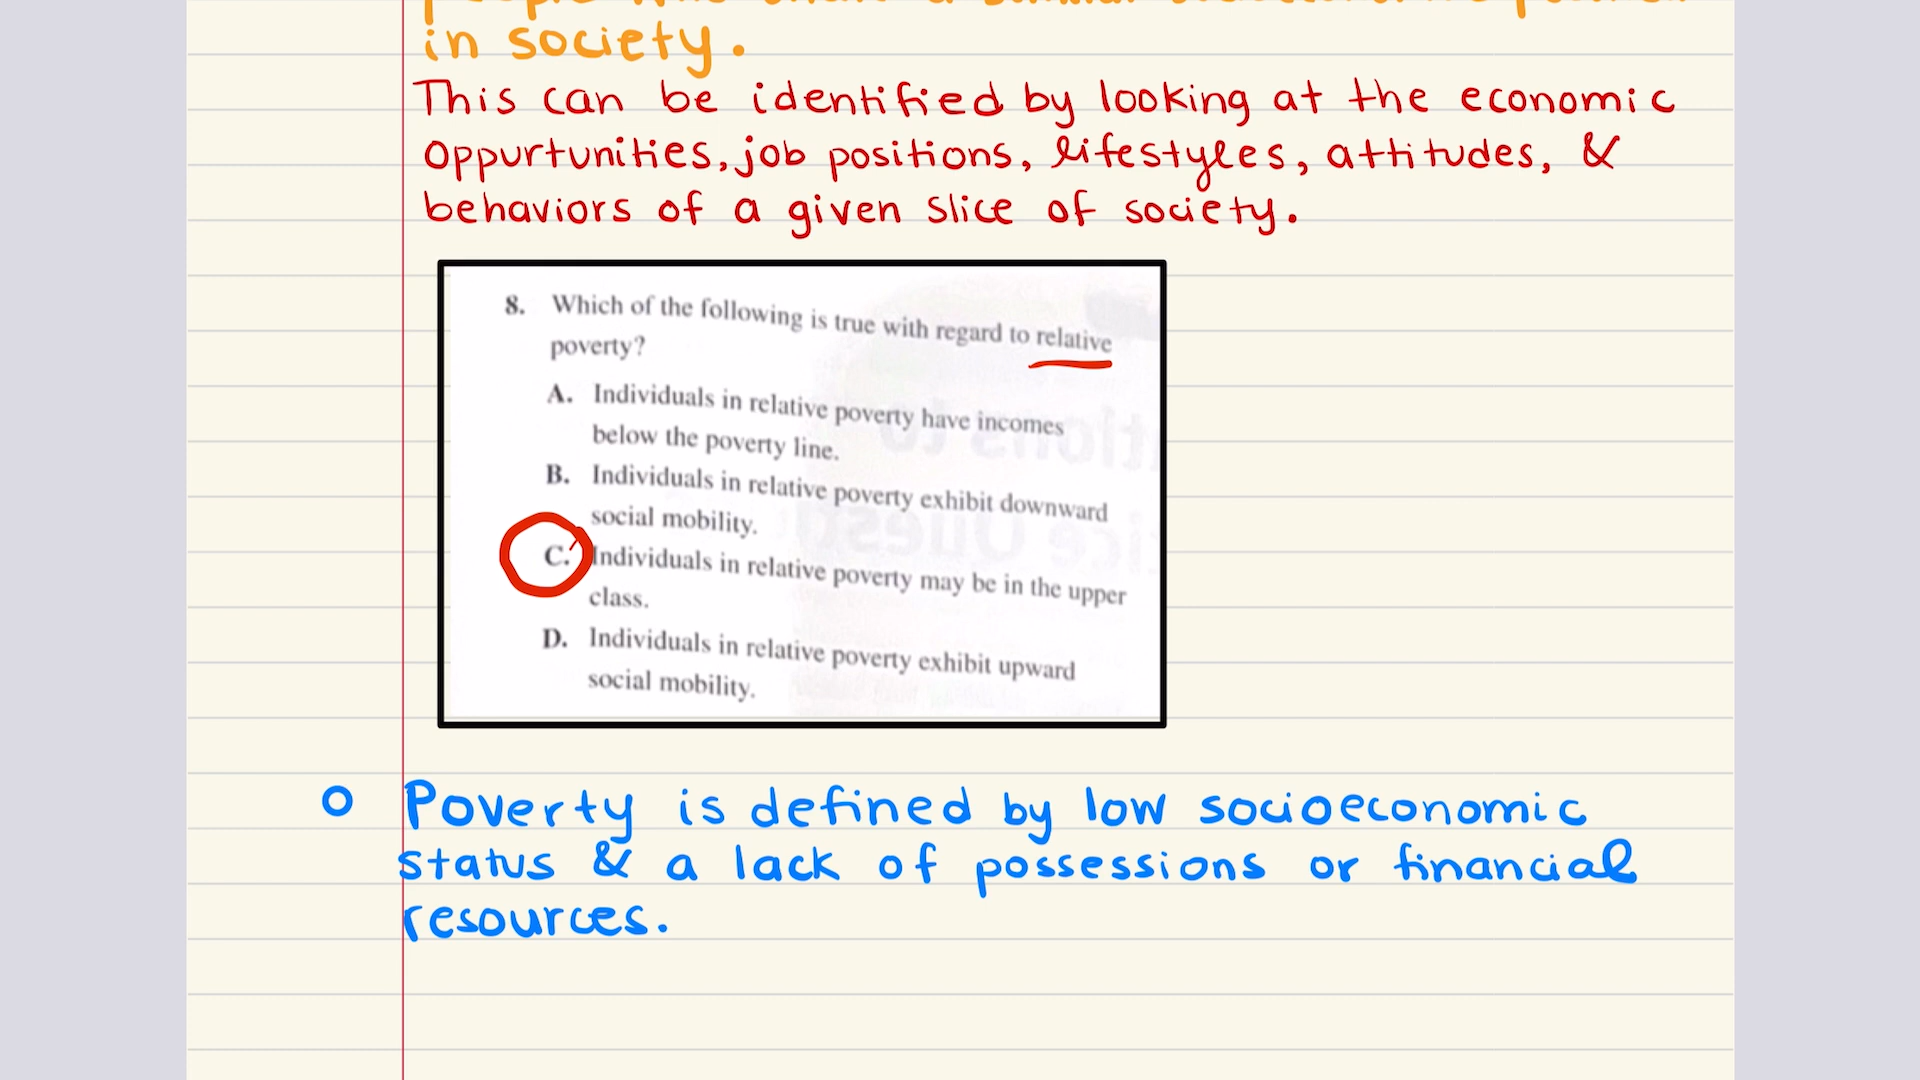 in society.
This can be identified by looking at the economic
oppurtunities, job positions, lifestyles, attitudes, &
behaviors of a given slice of society.
8. Which of the following is true with regard to relative
poverty?
A. Individuals in relative poverty have incomes
below the poverty line.
B. Individuals in relative poverty exhibit downward
social mobility.
C. Individuals in relative poverty may be in the upper
class.
D. Individuals in relative poverty exhibit upward
social mobility.
○ Poverty is defined by low socioeconomic
status & a lack of possessions or financial
resources.